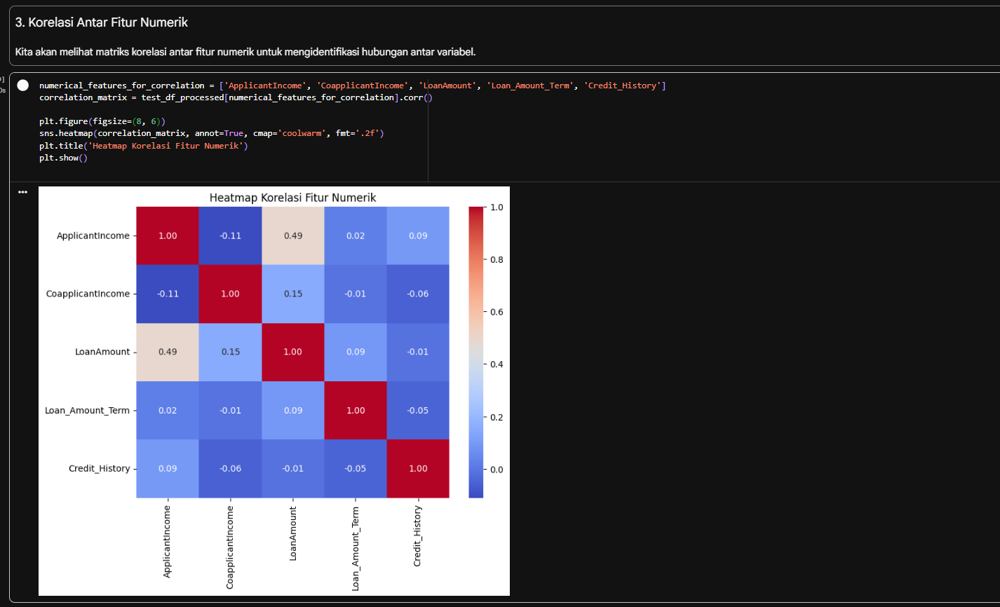 3. Korelasi Antar Fitur Numerik
Kita akan melihat matriks korelasi antar fitur numerik untuk mengidentifikasi hubungan antar variabel.
numerical_features_for_correlation = ['ApplicantIncome', 'CoapplicantIncome', 'LoanAmount', 'Loan_Amount_Term', 'Credit_History']
correlation_matrix = test_df_processed[numerical_features_for_correlation].corr()
plt.figure(figsize=(8, 6))
sns.heatmap(correlation_matrix, annot=True, cmap='coolwarm', fmt='.2f')
plt.title('Heatmap Korelasi Fitur Numerik')
plt.show()
Heatmap Korelasi Fitur Numerik
ApplicantIncome 1.00 -0.11 0.49 0.02 0.09
CoapplicantIncome -0.11 1.00 0.15 -0.01 -0.06
LoanAmount 0.49 0.15 1.00 0.09 -0.01
Loan_Amount_Term 0.02 -0.01 0.09 1.00 -0.05
Credit_History 0.09 -0.06 -0.01 -0.05 1.00
ApplicantIncome
CoapplicantIncome
LoanAmount
Loan_Amount_Term
Credit_History
1.0
0.8
0.6
0.4
0.2
0.0